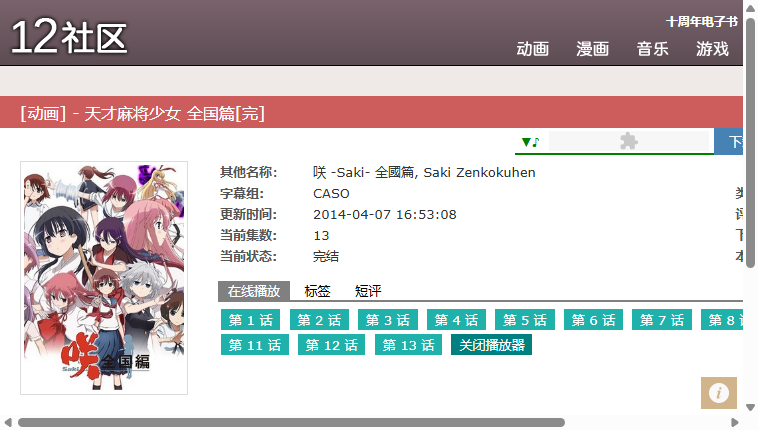 12社区
十周年电子书
动画 漫画 音乐 游戏
[动画] - 天才麻将少女 全国篇[完]
▼♪
其他名称: 咲 -Saki- 全國篇, Saki Zenkokuhen
字幕组: CASO
更新时间: 2014-04-07 16:53:08
当前集数: 13
当前状态: 完结
在线播放 标签 短评
第 1 话 第 2 话 第 3 话 第 4 话 第 5 话 第 6 话 第 7 话 第 8
第 11 话 第 12 话 第 13 话 关闭播放器
咲 Saki 全国編